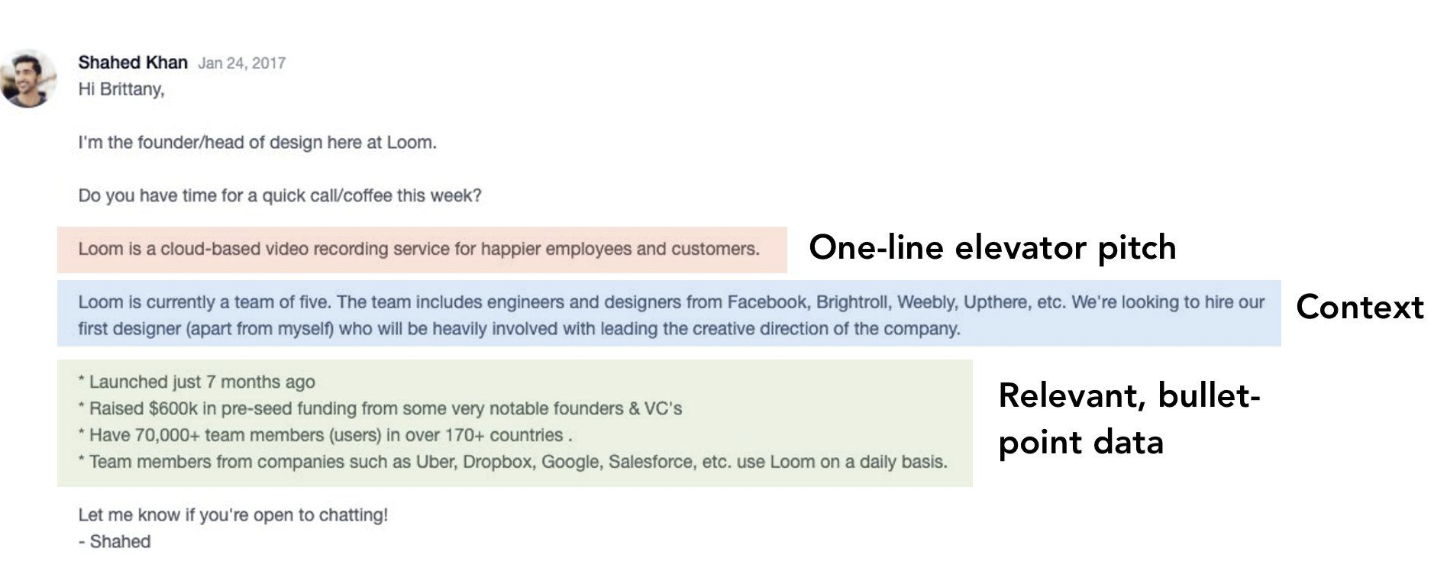 Shahed Khan Jan 24, 2017
Hi Brittany,
I'm the founder/head of design here at Loom.
Do you have time for a quick call/coffee this week?
Loom is a cloud-based video recording service for happier employees and customers.
One-line elevator pitch
Loom is currently a team of five. The team includes engineers and designers from Facebook, Brightroll, Weebly, Upthere, etc. We're looking to hire our
first designer (apart from myself) who will be heavily involved with leading the creative direction of the company.
Context
* Launched just 7 months ago
* Raised $600k in pre-seed funding from some very notable founders & VC's
* Have 70,000+ team members (users) in over 170+ countries .
* Team members from companies such as Uber, Dropbox, Google, Salesforce, etc. use Loom on a daily basis.
Relevant, bullet-
point data
Let me know if you're open to chatting!
- Shahed